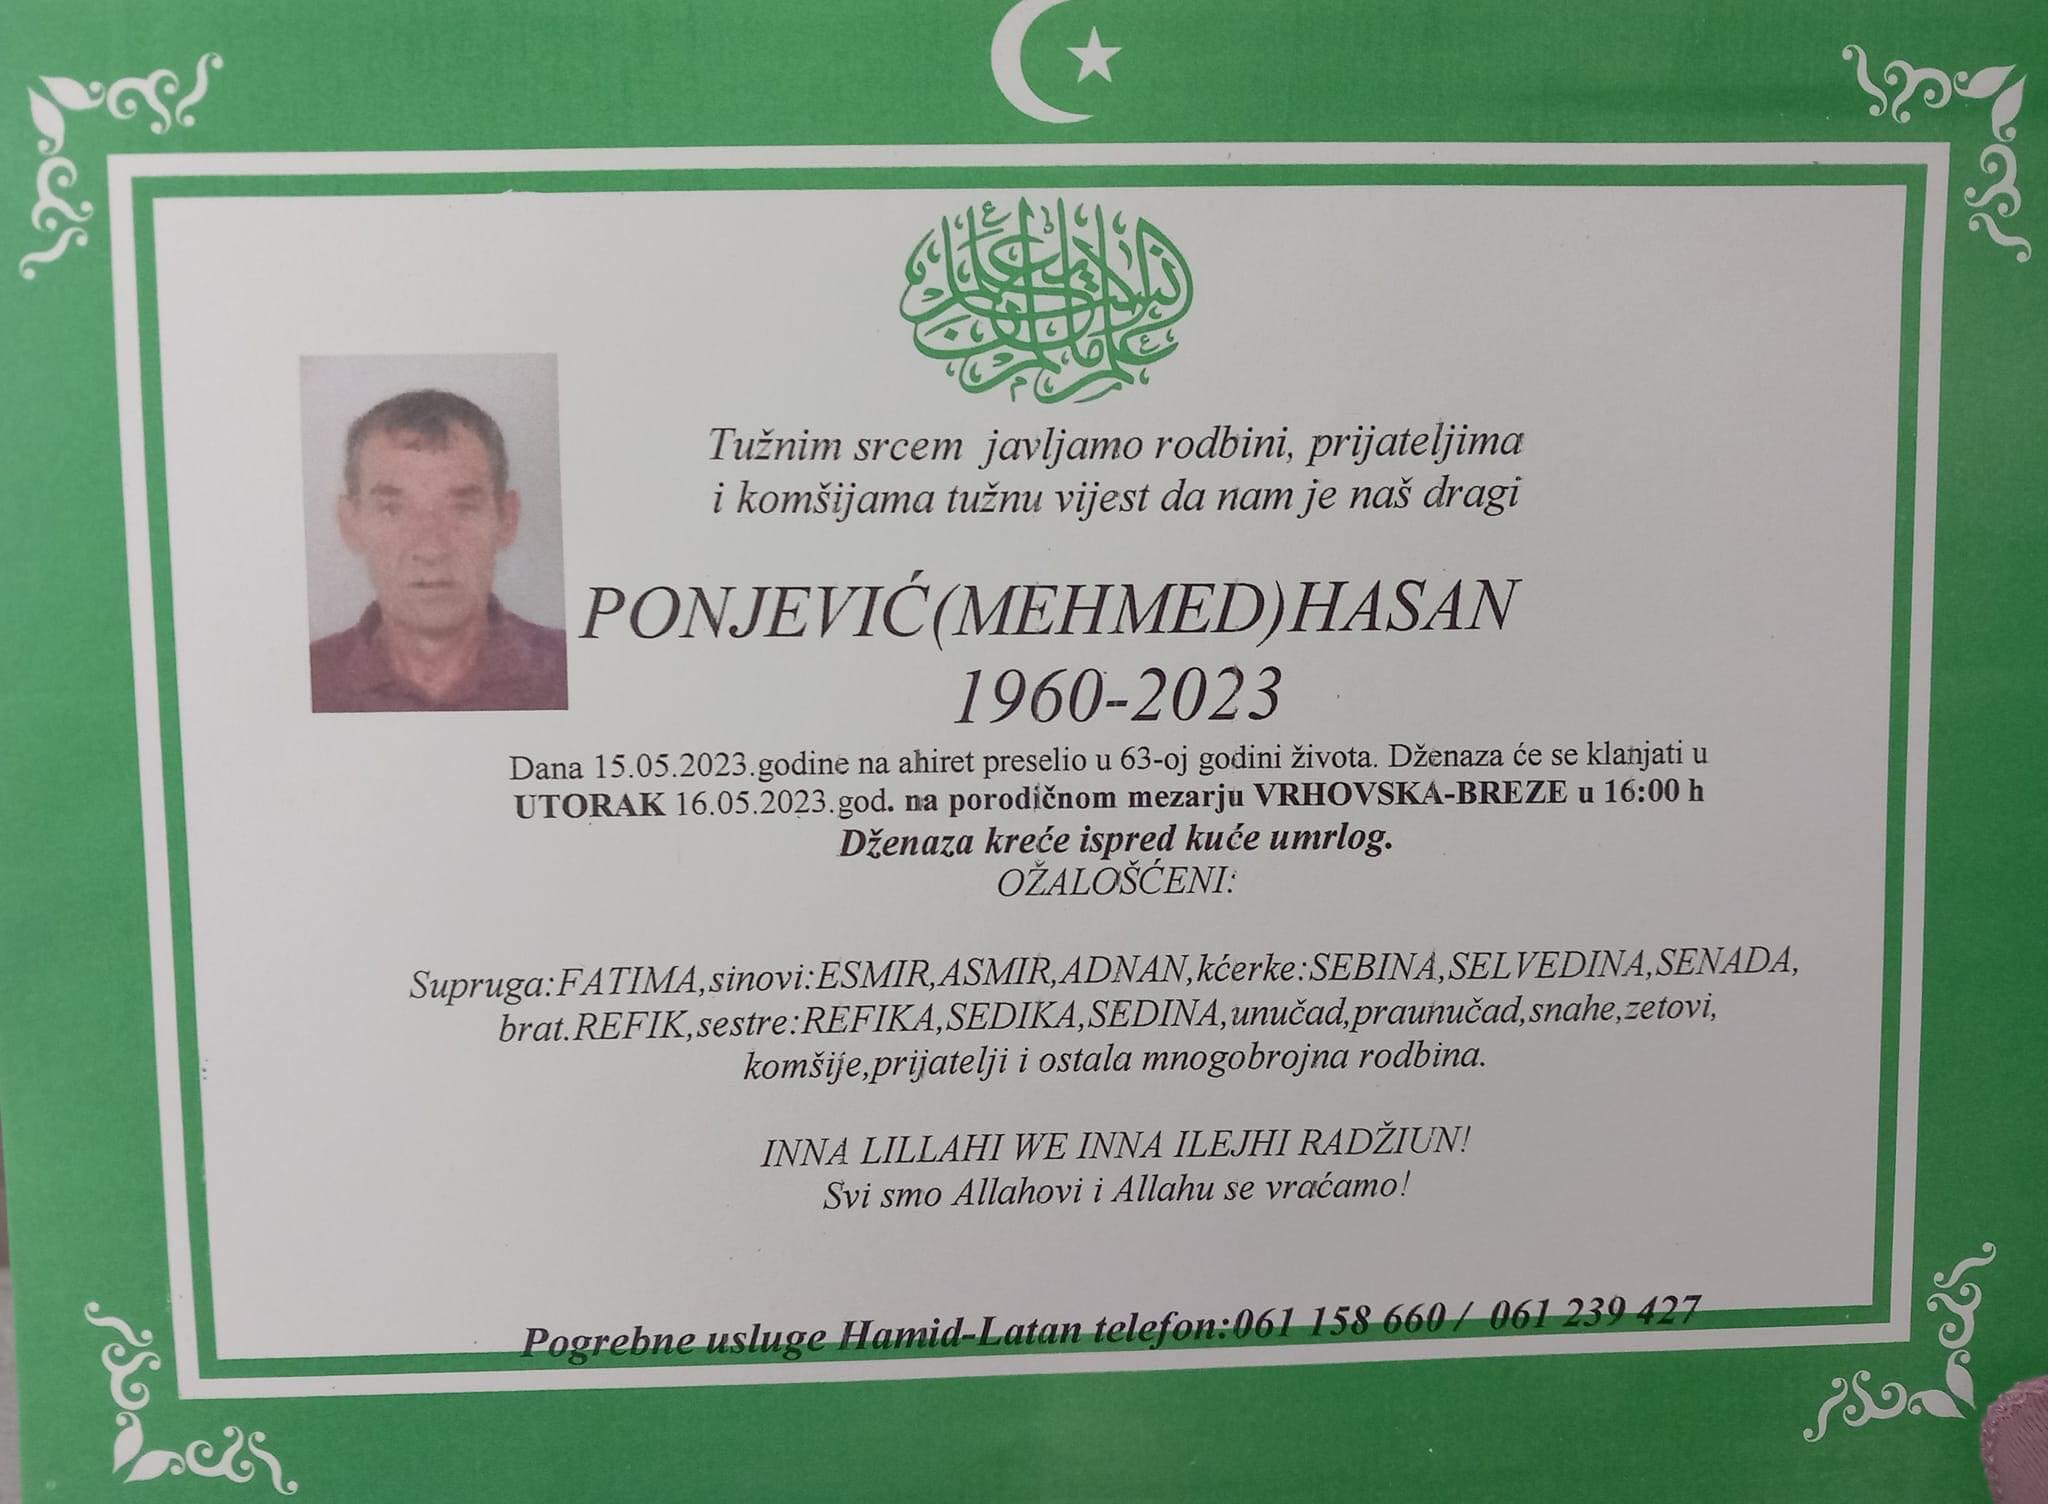 Tužnim srcem javljamo rodbini, prijateljima
i komšijama tužnu vijest da nam je naš dragi
PONJEVIĆ(MEHMED)HASAN
1960-2023
Dana 15.05.2023.godine na ahiret preselio u 63-oj godini života. Dženaza će se klanjati u
UTORAK 16.05.2023.god. na porodičnom mezarju VRHOVSKA-BREZE u 16:00 h
Dženaza kreće ispred kuće umrlog.
OŽALOŠĆENI:
Supruga:FATIMA,sinovi:ESMIR,ASMIR,ADNAN,kćerke:SEBINA,SELVEDINA,SENADA,
brat.REFIK,sestre:REFIKA,SEDIKA,SEDINA,unučad,praunučad,snahe,zetovi,
komšije,prijatelji i ostala mnogobrojna rodbina.
INNA LILLAHI WE INNA ILEJHI RADŽIUN!
Svi smo Allahovi i Allahu se vraćamo!
Pogrebne usluge Hamid-Latan telefon:061 158 660 / 061 239 427